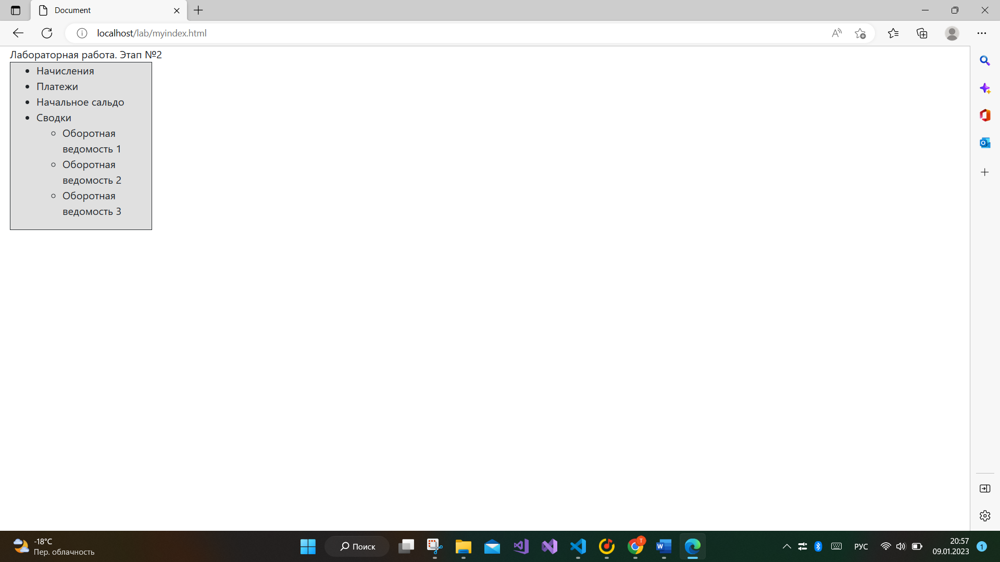 Document
localhost/lab/myindex.html
Лабораторная работа. Этап №2
Начисления
Платежи
Начальное сальдо
Сводки
Оборотная
ведомость 1
Оборотная
ведомость 2
Оборотная
ведомость 3
-18°C
Пер. облачность
Поиск
T
РУС
20:57
09.01.2023
1